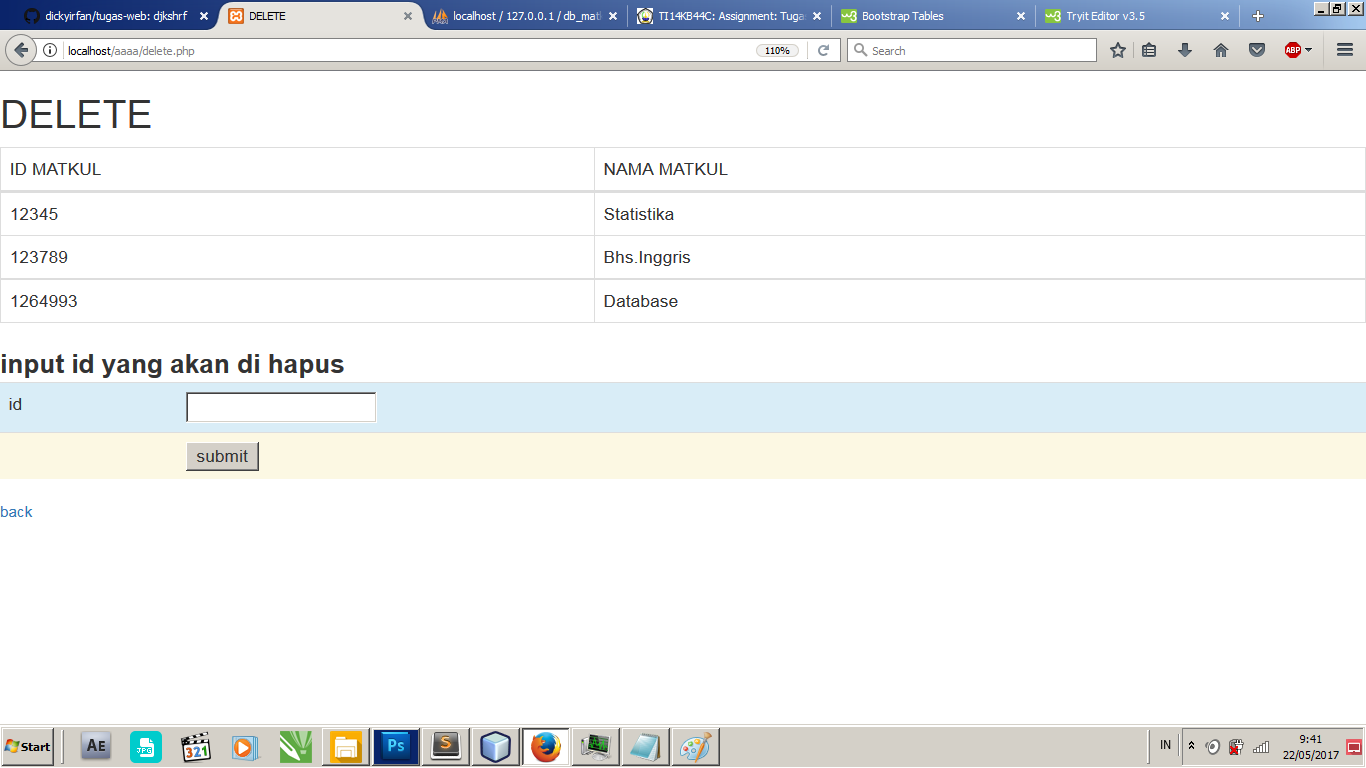 dickyirfan/tugas-web: djkshrf
DELETE
localhost / 127.0.0.1 / db_mat
TI14KB44C: Assignment: Tuga
Bootstrap Tables
Tryit Editor v3.5
localhost/aaaa/delete.php
110%
Search
ABP
DELETE
ID MATKUL NAMA MATKUL
12345 Statistika
123789 Bhs.Inggris
1264993 Database
input id yang akan di hapus
id
submit
back
Start
AE
JPG
321
Ps
S
IN
9:41
22/05/2017